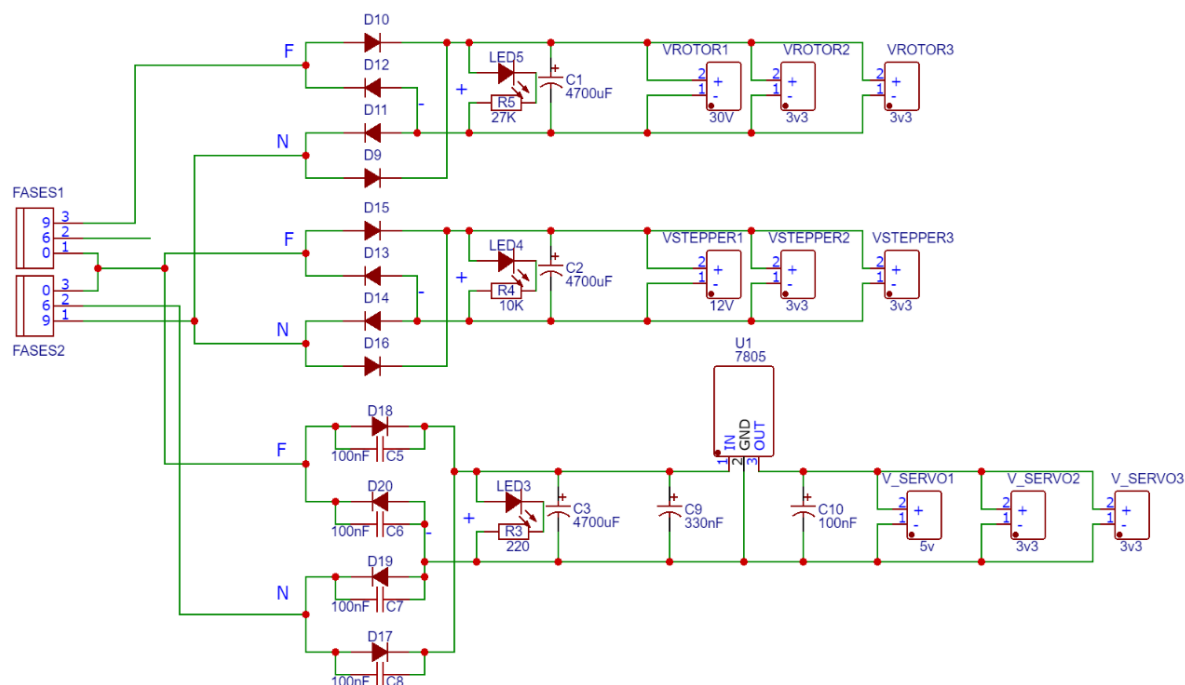 D10
F
D12
LED5
+
C1
4700uF
VROTOR1
VROTOR2
VROTOR3
2 +
1 -
2 +
1 -
2 +
1 -
-
+
R5
27K
30V
3v3
3v3
D11
N
D9
FASES1
9 3
6 2
0 1
0 3
6 2
9 1
FASES2
D15
F
D13
LED4
+
C2
4700uF
VSTEPPER1
VSTEPPER2
VSTEPPER3
2 +
1 -
2 +
1 -
2 +
1 -
-
+
R4
10K
12V
3v3
3v3
D14
N
D16
U1
7805
IN
GND
OUT
1 2 3
D18
F
100nF C5
D20
100nF C6
-
LED3
+
R3
220
+
C3
4700uF
+
C9
330nF
+
C10
100nF
V_SERVO1
V_SERVO2
V_SERVO3
2 +
1 -
2 +
1 -
2 +
1 -
5v
3v3
3v3
D19
N
100nF C7
D17
100nF C8